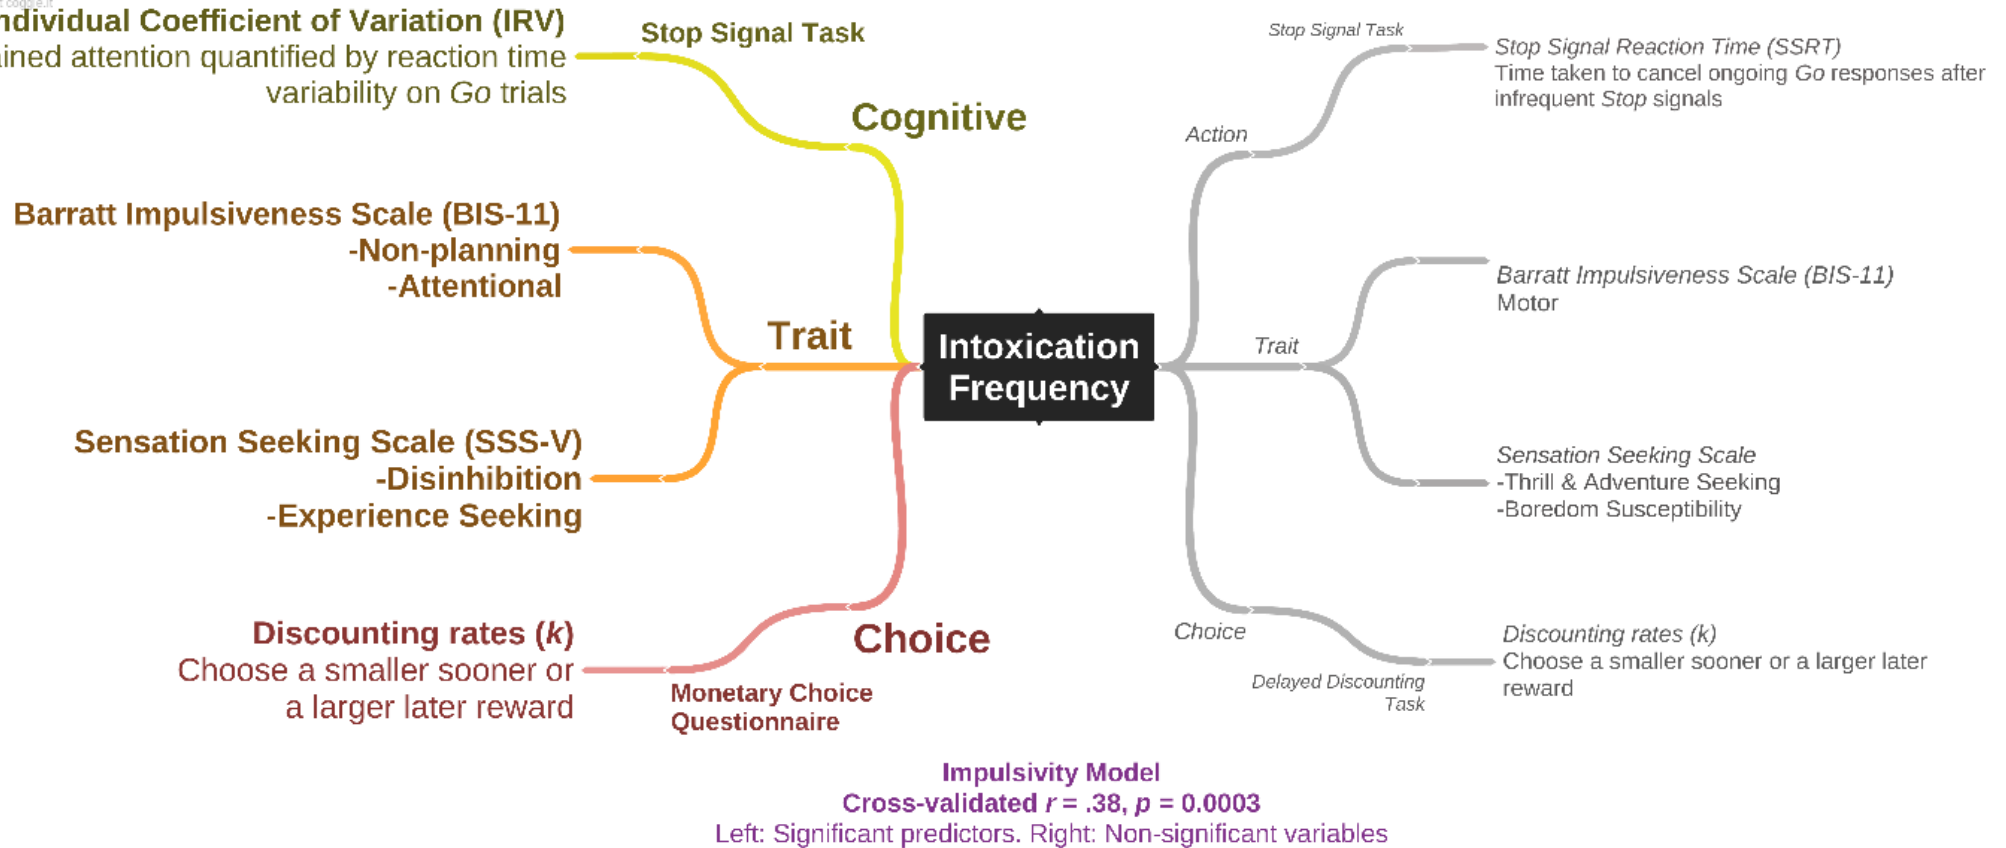 coggle.it
Individual Coefficient of Variation (IRV)
attention quantified by reaction time
variability on Go trials
Stop Signal Task
Cognitive
Barratt Impulsiveness Scale (BIS-11)
-Non-planning
-Attentional
Trait
Sensation Seeking Scale (SSS-V)
-Disinhibition
-Experience Seeking
Discounting rates (k)
Choose a smaller sooner or
a larger later reward
Choice
Monetary Choice
Questionnaire
Intoxication
Frequency
Stop Signal Task
Action
Stop Signal Reaction Time (SSRT)
Time taken to cancel ongoing Go responses after
infrequent Stop signals
Trait
Barratt Impulsiveness Scale (BIS-11)
Motor
Sensation Seeking Scale
-Thrill & Adventure Seeking
-Boredom Susceptibility
Choice
Delayed Discounting
Task
Discounting rates (k)
Choose a smaller sooner or a larger later
reward
Impulsivity Model
Cross-validated r = .38, p = 0.0003
Left: Significant predictors. Right: Non-significant variables